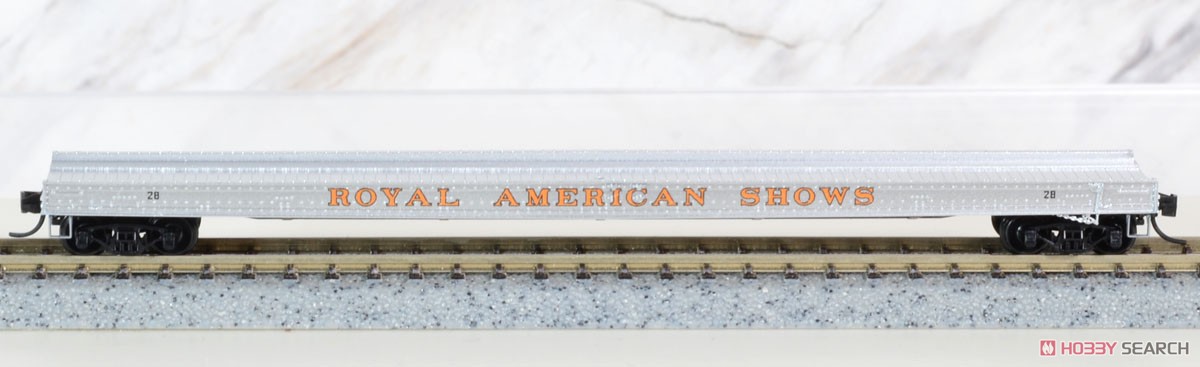 28 ROYAL AMERICAN SHOWS 28
HOBBY SEARCH